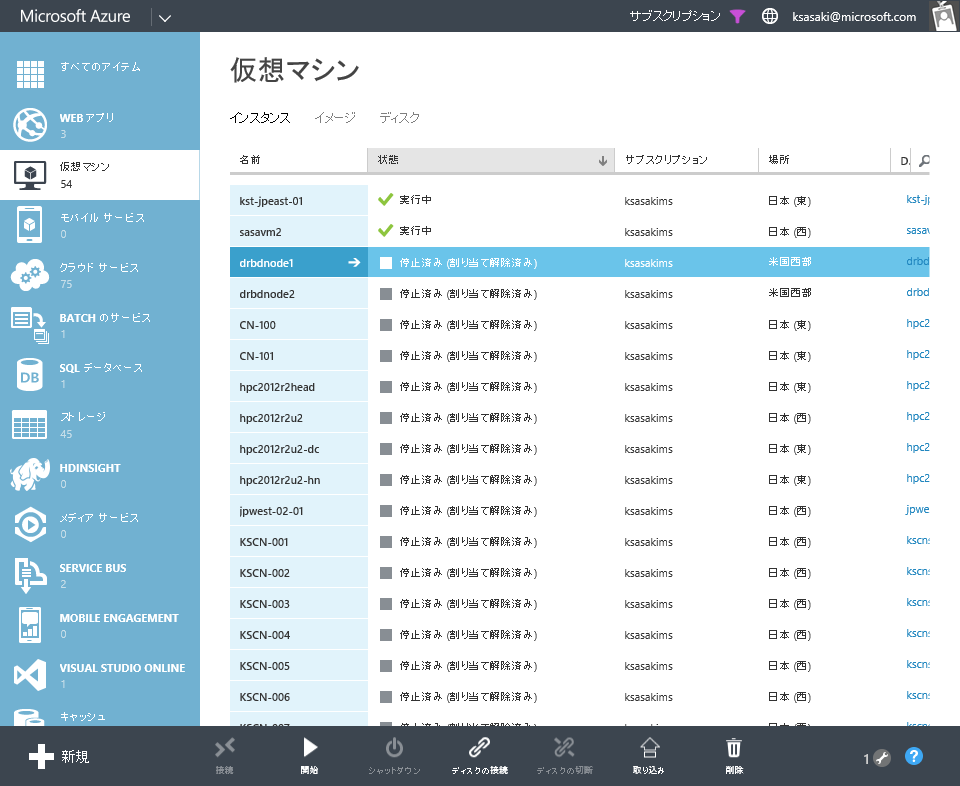 Microsoft Azure
サブスクリプション
ksasaki@microsoft.com
すべてのアイテム
WEB アプリ
3
仮想マシン
54
モバイル サービス
0
クラウド サービス
75
BATCH のサービス
1
SQL データベース
1
DB
ストレージ
45
HDINSIGHT
0
メディア サービス
0
SERVICE BUS
2
MOBILE ENGAGEMENT
0
VISUAL STUDIO ONLINE
1
キャッシュ
仮想マシン
インスタンス イメージ ディスク
名前 状態 サブスクリプション 場所 D.
kst-jpeast-01 実行中 ksasakims 日本 (東) kst-j
sasavm2 実行中 ksasakims 日本 (西) sasav
drbdnode1 停止済み (割り当て解除済み) ksasakims 米国西部 drbd
drbdnode2 停止済み (割り当て解除済み) ksasakims 米国西部 drbd
CN-100 停止済み (割り当て解除済み) ksasakims 日本 (東) hpc2
CN-101 停止済み (割り当て解除済み) ksasakims 日本 (東) hpc2
hpc2012r2head 停止済み (割り当て解除済み) ksasakims 日本 (東) hpc2
hpc2012r2u2 停止済み (割り当て解除済み) ksasakims 日本 (西) hpc2
hpc2012r2u2-dc 停止済み (割り当て解除済み) ksasakims 日本 (東) hpc2
hpc2012r2u2-hn 停止済み (割り当て解除済み) ksasakims 日本 (東) hpc2
jpwest-02-01 停止済み (割り当て解除済み) ksasakims 日本 (西) jpwe
KSCN-001 停止済み (割り当て解除済み) ksasakims 日本 (西) kscn
KSCN-002 停止済み (割り当て解除済み) ksasakims 日本 (西) kscn
KSCN-003 停止済み (割り当て解除済み) ksasakims 日本 (西) kscn
KSCN-004 停止済み (割り当て解除済み) ksasakims 日本 (西) kscn
KSCN-005 停止済み (割り当て解除済み) ksasakims 日本 (西) kscn
KSCN-006 停止済み (割り当て解除済み) ksasakims 日本 (西) kscn
新規
接続 開始 シャットダウン ディスクの接続 ディスクの切断 取り込み 削除
1 ?